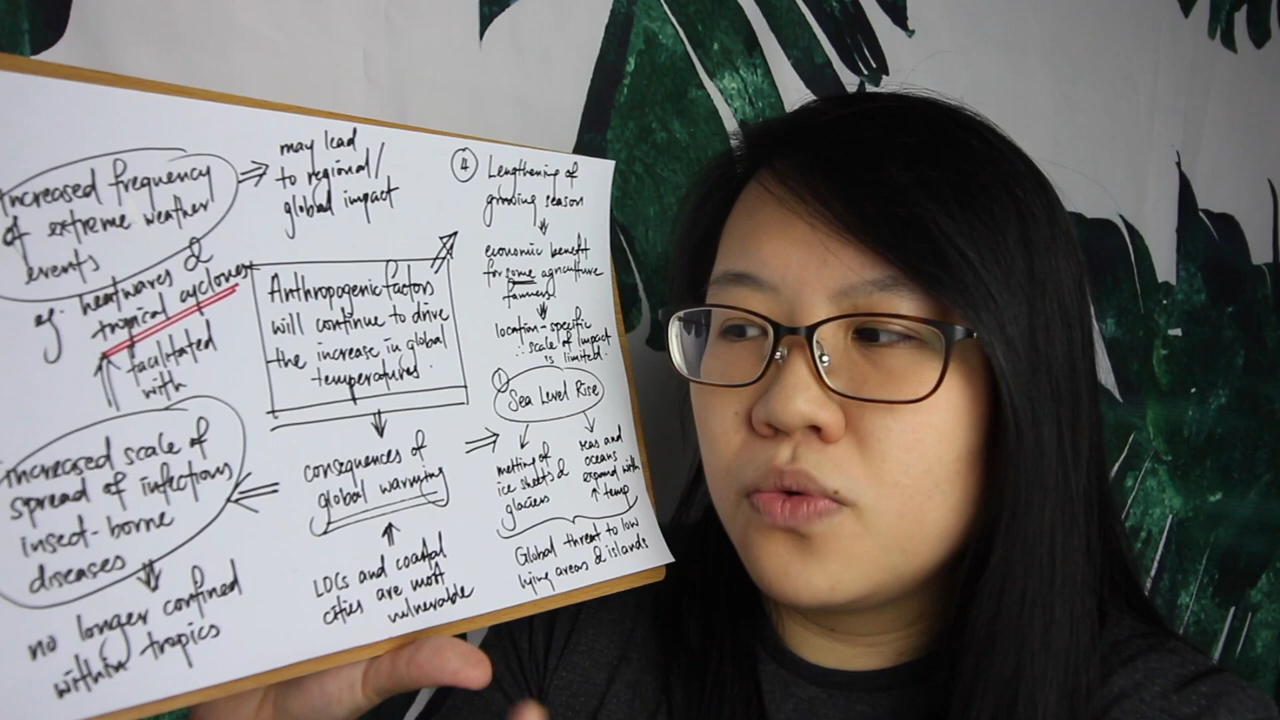 Increased frequency
of extreme weather
events
eg. heatwaves &
tropical cyclones
facilitated
with
may lead
to regional/
global impact
Anthropogenic factors
will continue to drive
the increase in global
temperatures.
④ Lengthening of
growing season
economic benefit
for some agriculture
farmers
location-specific
∴ scale of impact
is limited.
① Sea Level Rise
melting of
ice sheets &
glaciers
seas and
oceans
expand with
↑ temp
Global threat to low
lying areas & islands
consequences of
global warming
LDCs and coastal
cities are most
vulnerable
increased scale of
spread of infectious
insect-borne
diseases
no longer confined
within tropics